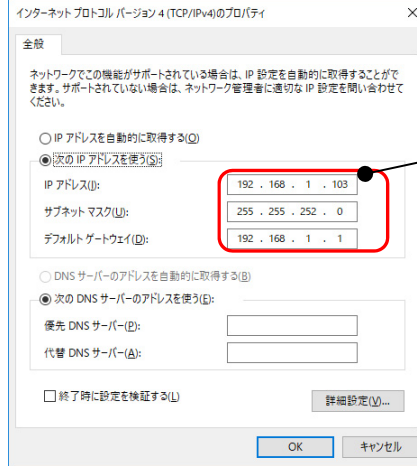 インターネット プロトコル バージョン 4 (TCP/IPv4)のプロパティ
全般
ネットワークでこの機能がサポートされている場合は、IP 設定を自動的に取得することがで
きます。サポートされていない場合は、ネットワーク管理者に適切な IP 設定を問い合わせて
ください。
IP アドレスを自動的に取得する(O)
次の IP アドレスを使う(S):
IP アドレス(I): 192 . 168 . 1 . 103
サブネット マスク(U): 255 . 255 . 252 . 0
デフォルト ゲートウェイ(D): 192 . 168 . 1 . 1
DNS サーバーのアドレスを自動的に取得する(B)
次の DNS サーバーのアドレスを使う(E):
優先 DNS サーバー(P):
代替 DNS サーバー(A):
終了時に設定を検証する(L)
詳細設定(V)...
OK キャンセル